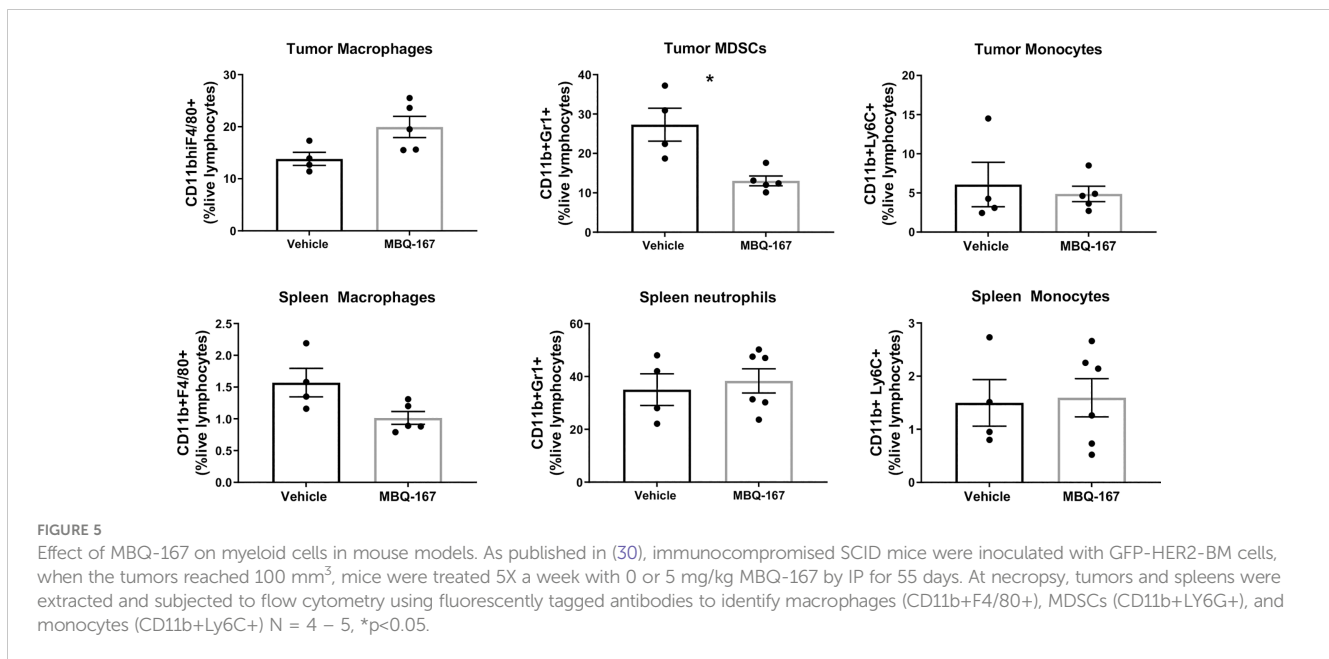 Tumor Macrophages
CD11bhiF4/80+
(%live lymphocytes)
30
20
10
0
Vehicle
MBQ-167
Tumor MDSCs
*
CD11b+Gr1+
(%live lymphocytes)
40
30
20
10
0
Vehicle
MBQ-167
Tumor Monocytes
CD11b+Ly6C+
(%live lymphocytes)
20
15
10
5
0
Vehicle
MBQ-167
Spleen Macrophages
CD11b+F4/80+
(%live lymphocytes)
2.5
2.0
1.5
1.0
0.5
0.0
Vehicle
MBQ-167
Spleen neutrophils
CD11b+Gr1+
(%live lymphocytes)
60
40
20
0
Vehicle
MBQ-167
Spleen Monocytes
CD11b+ Ly6C+
(%live lymphocytes)
3
2
1
0
Vehicle
MBQ-167
FIGURE 5
Effect of MBQ-167 on myeloid cells in mouse models. As published in (30), immunocompromised SCID mice were inoculated with GFP-HER2-BM cells,
when the tumors reached 100 mm³, mice were treated 5X a week with 0 or 5 mg/kg MBQ-167 by IP for 55 days. At necropsy, tumors and spleens were
extracted and subjected to flow cytometry using fluorescently tagged antibodies to identify macrophages (CD11b+F4/80+), MDSCs (CD11b+LY6G+), and
monocytes (CD11b+Ly6C+) N = 4 – 5, *p<0.05.